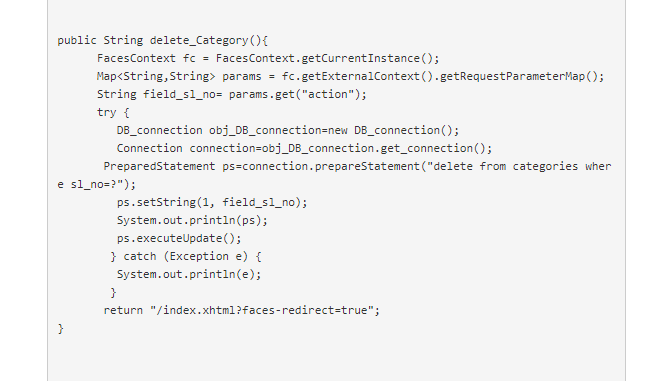 public String delete_Category(){
FacesContext fc = FacesContext.getCurrentInstance();
Map<String,String> params = fc.getExternalContext().getRequestParameterMap();
String field_sl_no= params.get("action");
try {
DB_connection obj_DB_connection=new DB_connection();
Connection connection=obj_DB_connection.get_connection();
PreparedStatement ps=connection.prepareStatement("delete from categories wher
e sl_no=?");
ps.setString(1, field_sl_no);
System.out.println(ps);
ps.executeUpdate();
} catch (Exception e) {
System.out.println(e);
}
return "/index.xhtml?faces-redirect=true";
}